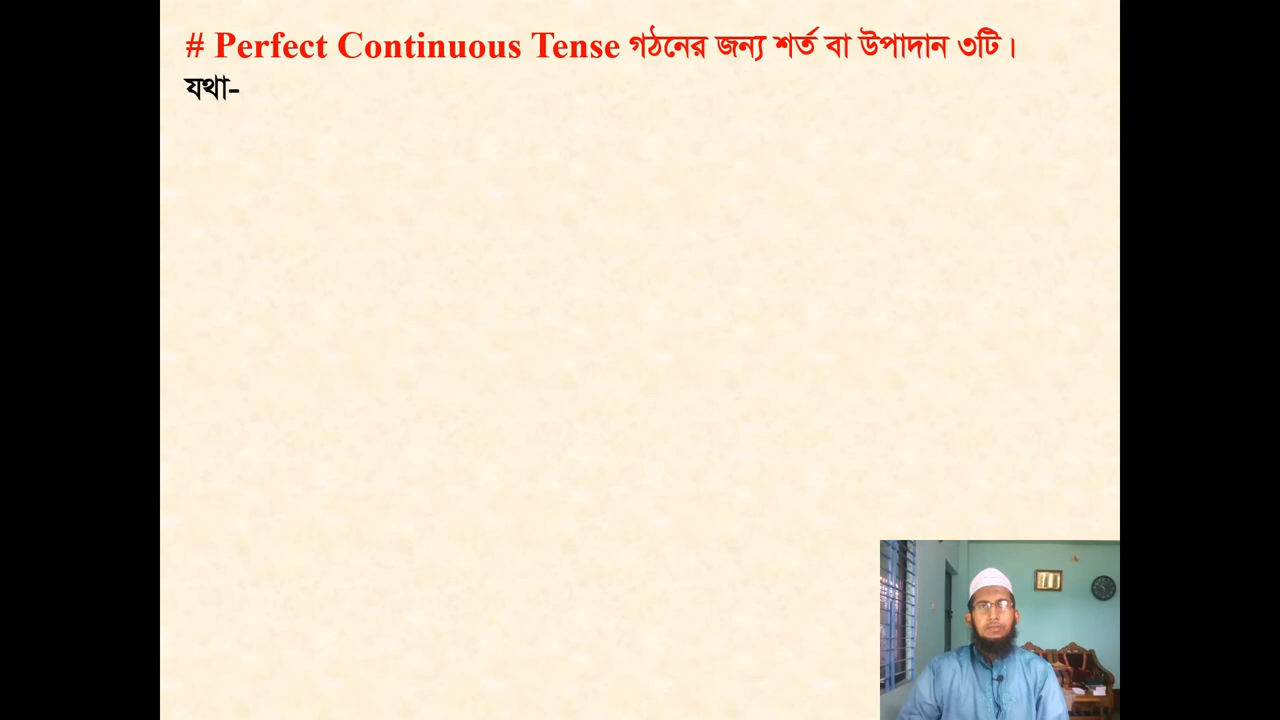 # Perfect Continuous Tense গঠনের জন্য শর্ত বা উপাদান ৩টি।
যথা-